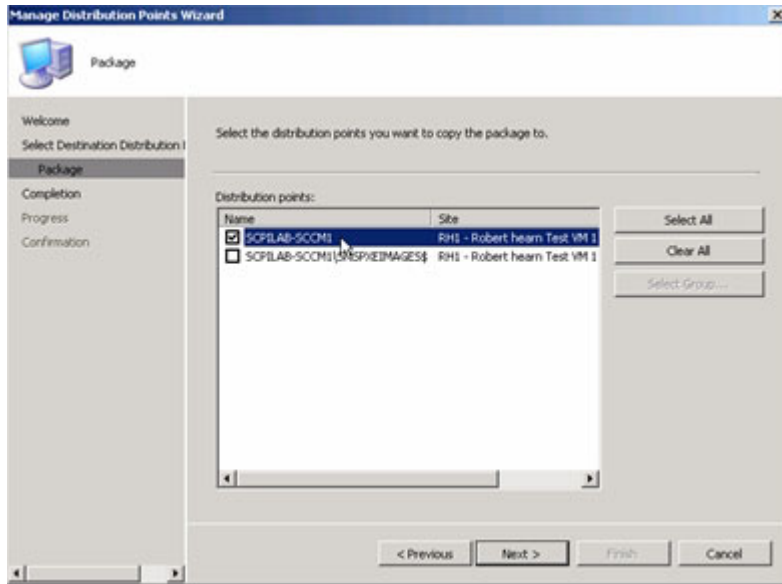 Manage Distribution Points Wizard
Package
Welcome
Select Destination Distribution
Package
Completion
Progress
Confirmation
Select the distribution points you want to copy the package to.
Distribution points:
Name Site
SCPILAB-SCCM1 RH1 - Robert hearn Test VM 1
SCPILAB-SCCM1\SMSPXEIMAGES$ RH1 - Robert hearn Test VM 1
Select All
Clear All
Select Group...
< Previous Next > Finish Cancel